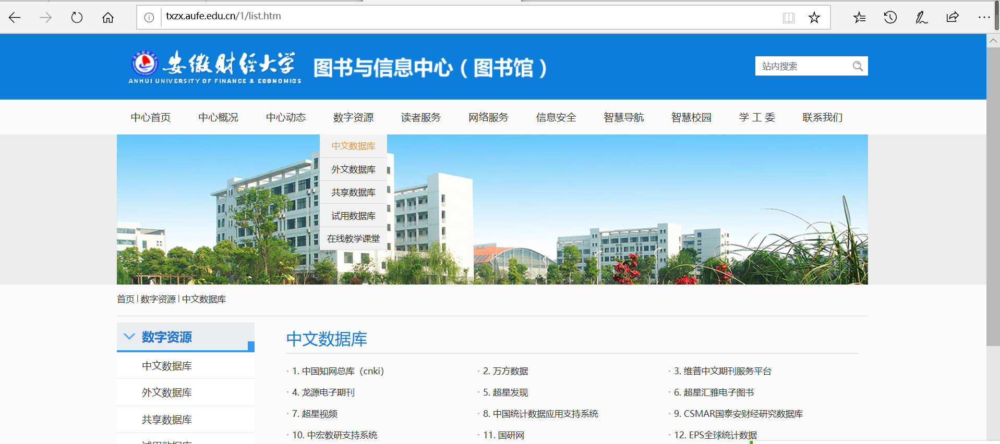 txzx.aufe.edu.cn/1/list.htm
安徽财经大学
ANHUI UNIVERSITY OF FINANCE & ECONOMICS
图书与信息中心（图书馆）
站内搜索
中心首页 中心概况 中心动态 数字资源 读者服务 网络服务 信息安全 智慧导航 智慧校园 学 工 委 联系我们
中文数据库
外文数据库
共享数据库
试用数据库
在线教学课堂
首页 | 数字资源 | 中文数据库
数字资源
中文数据库
外文数据库
共享数据库
试用数据库
中文数据库
1. 中国知网总库（cnki） 2. 万方数据 3. 维普中文期刊服务平台
4. 龙源电子期刊 5. 超星发现 6. 超星汇雅电子图书
7. 超星视频 8. 中国统计数据应用支持系统 9. CSMAR国泰安财经研究数据库
10. 中宏教研支持系统 11. 国研网 12. EPS全球统计数据